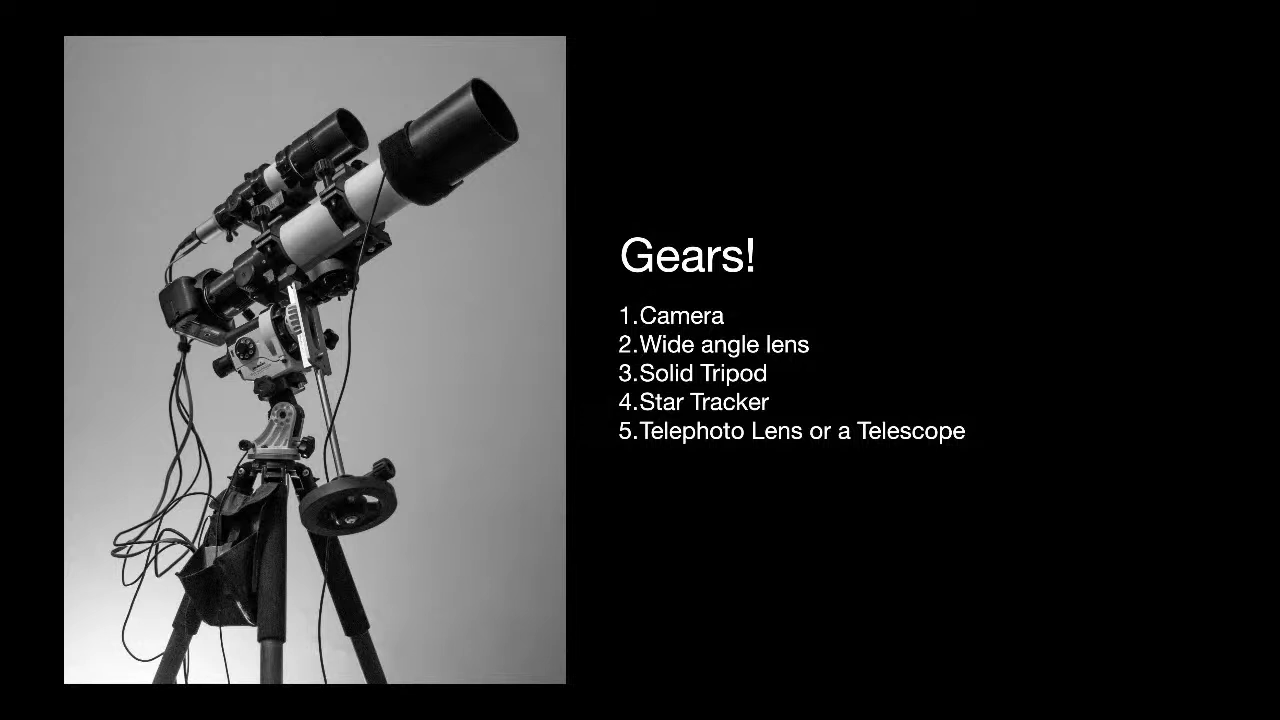 Gears!
1.Camera
2.Wide angle lens
3.Solid Tripod
4.Star Tracker
5.Telephoto Lens or a Telescope